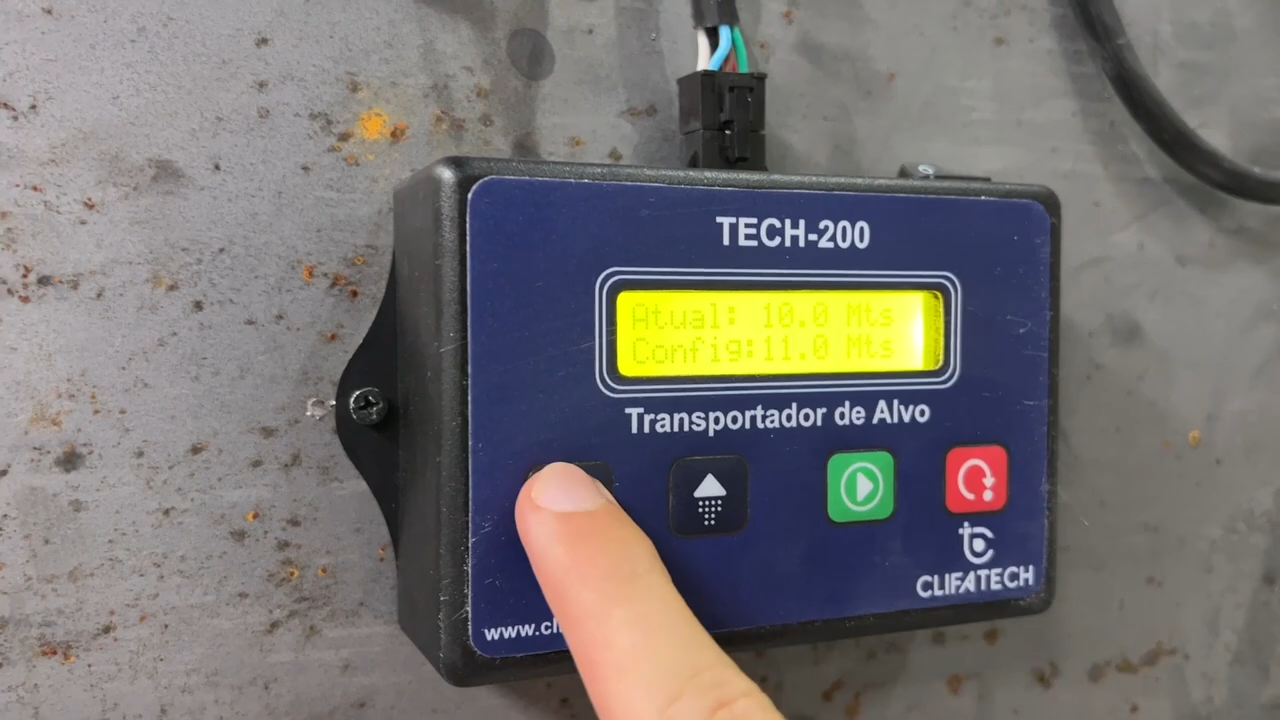 TECH-200
Atual: 10.0 Mts
Config:11.0 Mts
Transportador de Alvo
CLIFATECH